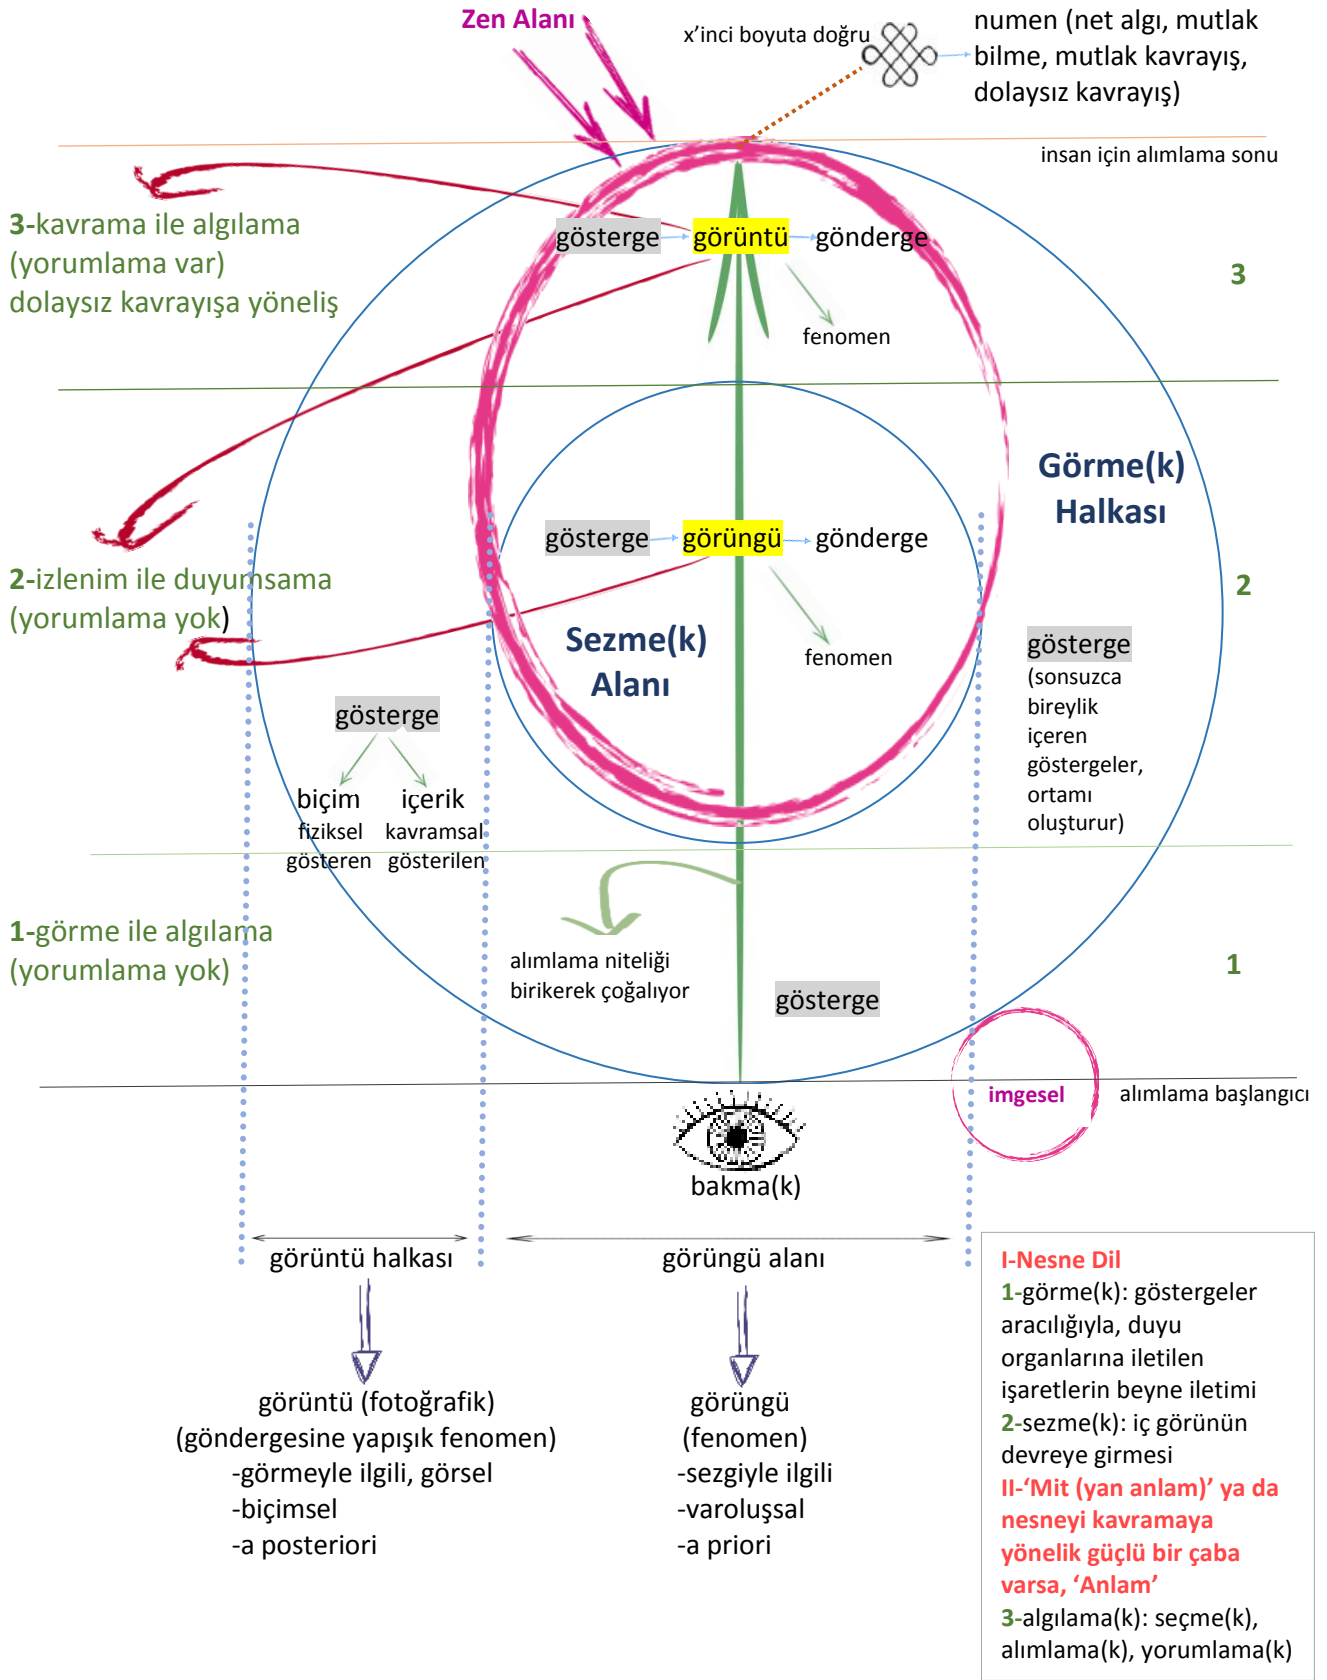 Zen Alanı
x'inci boyuta doğru
numen (net algı, mutlak
bilme, mutlak kavrayış,
dolaysız kavrayış)
insan için alımlama sonu
3-kavrama ile algılama
(yorumlama var)
dolaysız kavrayışa yöneliş
gösterge görüntü gönderge
fenomen
3
Görme(k)
Halkası
gösterge görüngü gönderge
fenomen
2-izlenim ile duyumsama
(yorumlama yok)
2
Sezme(k)
Alanı
gösterge
(sonsuzca
bireylik
içeren
göstergeler,
ortamı
oluşturur)
gösterge
biçim içerik
fiziksel kavramsal
gösteren gösterilen
1-görme ile algılama
(yorumlama yok)
alımlama niteliği
birikerek çoğalıyor
gösterge
1
imgesel
alımlama başlangıcı
bakma(k)
görüntü halkası
görüngü alanı
görüntü (fotoğrafik)
(göndergesine yapışık fenomen)
-görmeyle ilgili, görsel
-biçimsel
-a posteriori
görüngü
(fenomen)
-sezgiyle ilgili
-varoluşsal
-a priori
I-Nesne Dil
1-görme(k): göstergeler
aracılığıyla, duyu
organlarına iletilen
işaretlerin beyne iletimi
2-sezme(k): iç görünün
devreye girmesi
II-‘Mit (yan anlam)’ ya da
nesneyi kavramaya
yönelik güçlü bir çaba
varsa, ‘Anlam’
3-algılama(k): seçme(k),
alımlama(k), yorumlama(k)